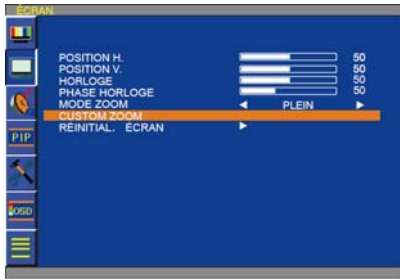 ÉCRAN
POSITION H. 50
POSITION V. 50
HORLOGE 50
PHASE HORLOGE 50
MODE ZOOM PLEIN
CUSTOM ZOOM
RÉINITIAL. ÉCRAN
PIP
OSD